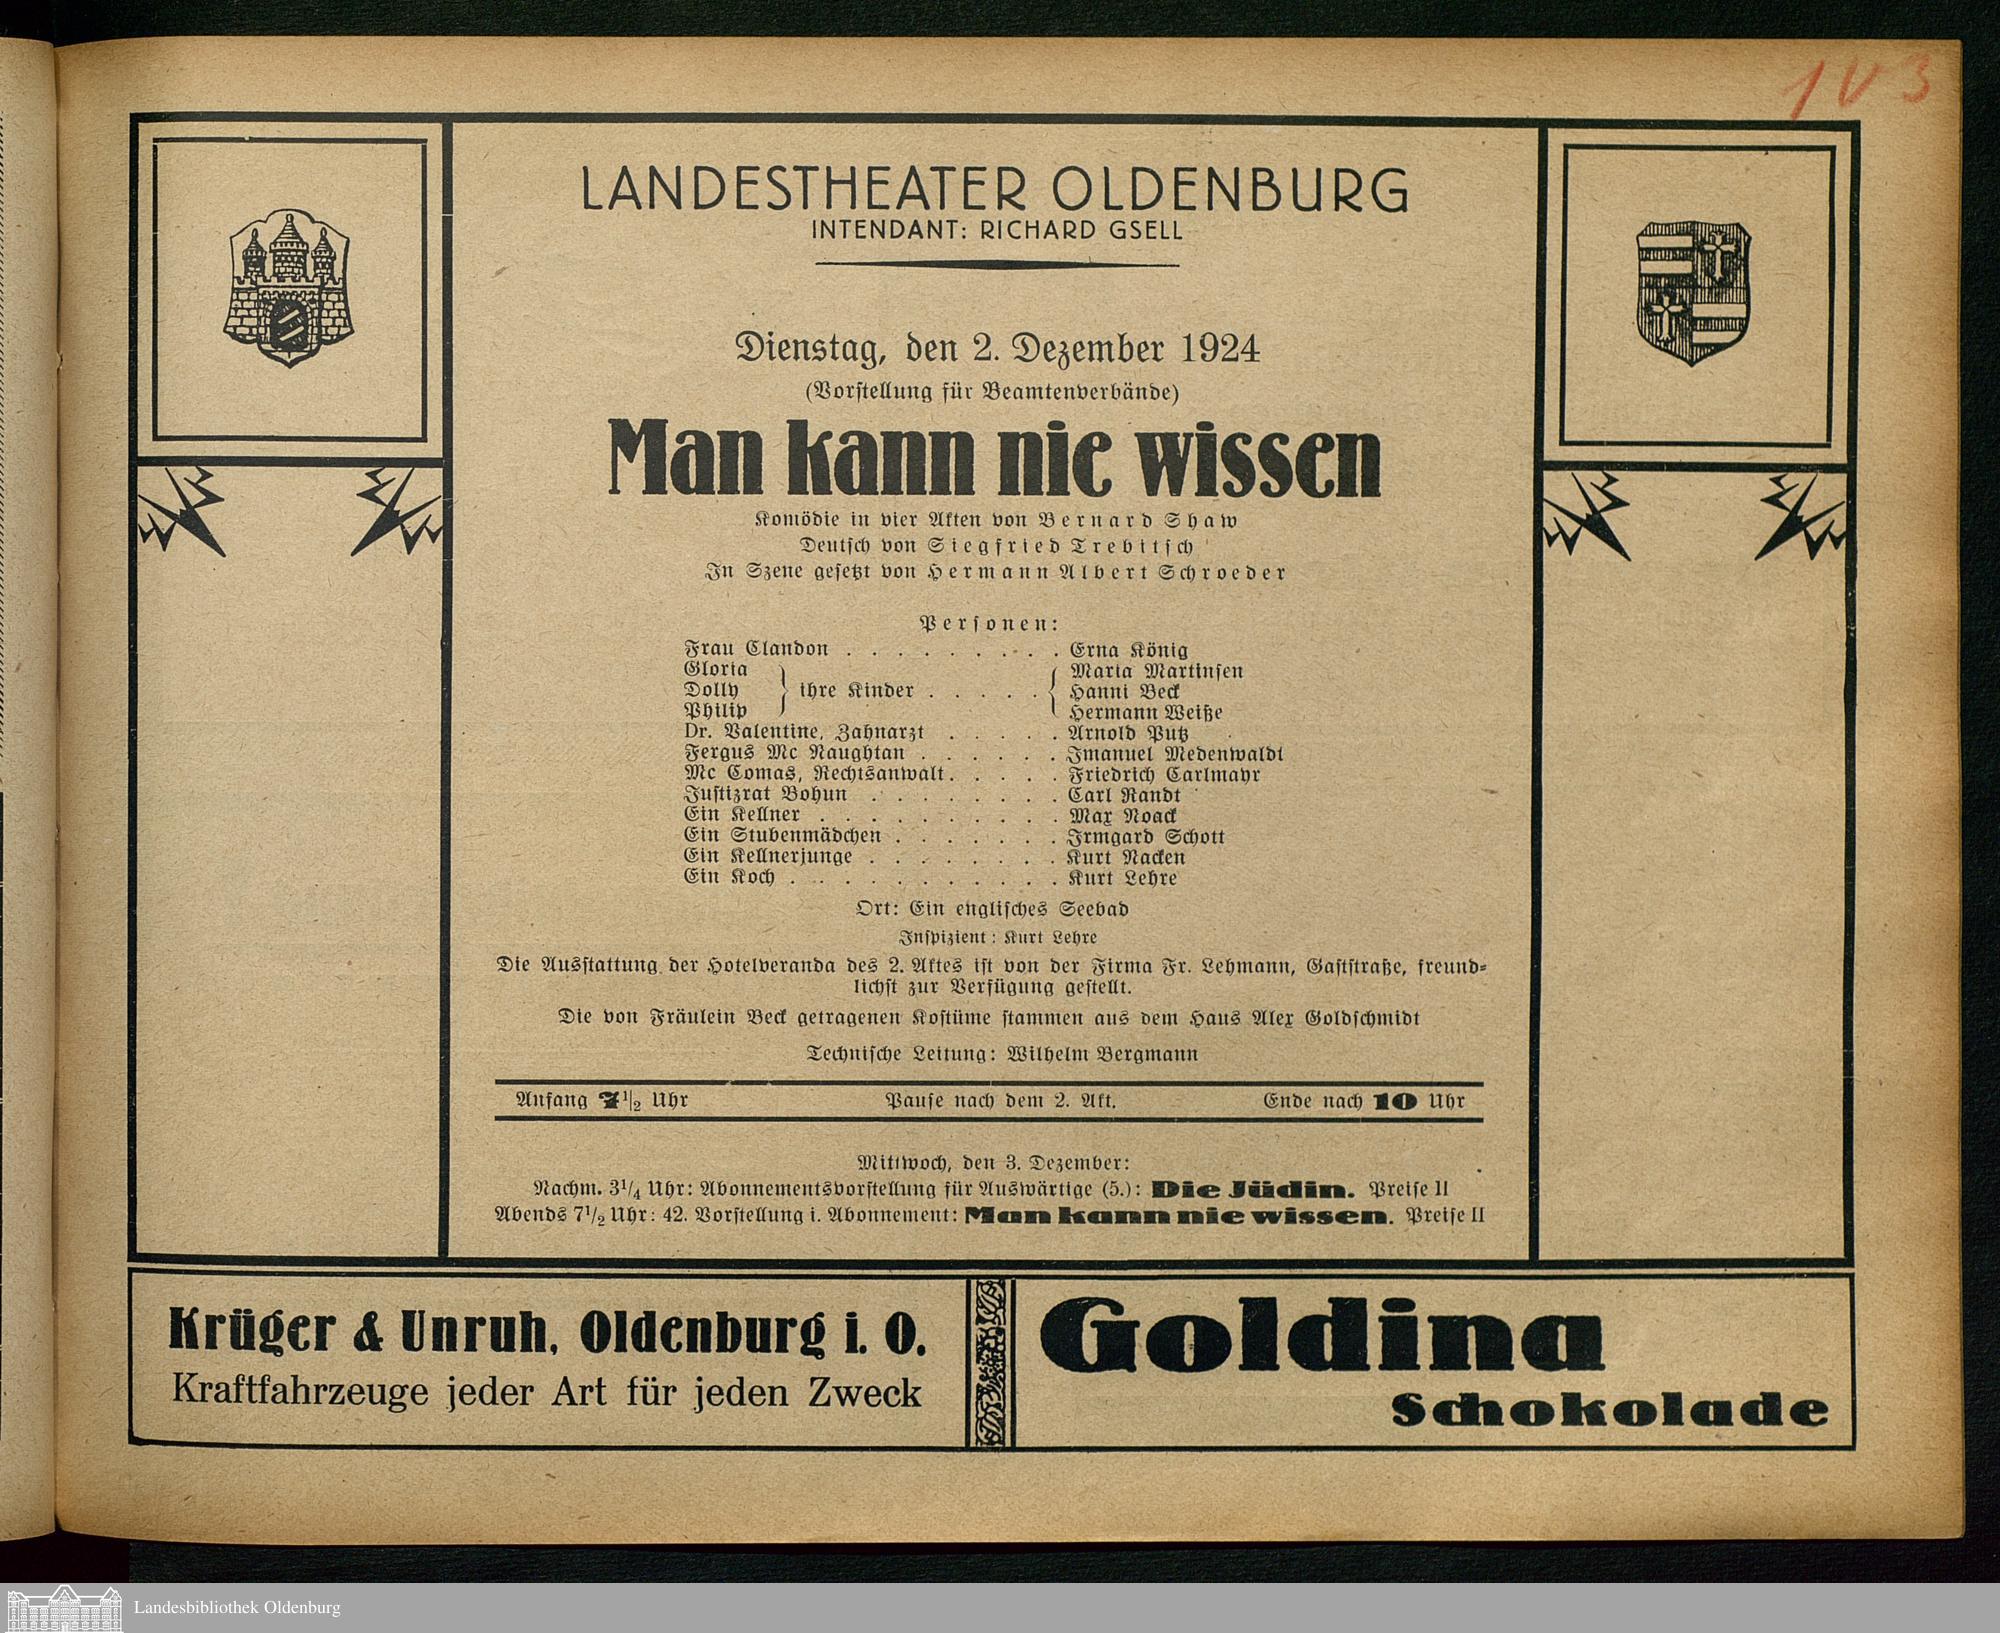 1 V 3
LANDESTHEATER OLDENBURG
INTENDANT: RICHARD GSELL
Dienstag, den 2. Dezember 1924
(Vorstellung für Beamtenverbände)
Man kann nie wissen
Komödie in vier Akten von Bernard Shaw
Deutsch von Siegfried Trebitsch
In Szene gesetzt von Hermann Albert Schroeder
Personen:
Frau Clandon . . . . . . . . . Erna König
Gloria } { Maria Martinsen
Dolly } ihre Kinder . . . . . { Hanni Beck
Philip } { Hermann Weiße
Dr. Valentine, Zahnarzt . . . . . Arnold Putz
Fergus Mc Naughtan . . . . . . Imanuel Medenwaldt
Mc Comas, Rechtsanwalt . . . . . Friedrich Carlmayr
Justizrat Bohun . . . . . . . . Carl Randt
Ein Kellner . . . . . . . . . . Max Noack
Ein Stubenmädchen . . . . . . . Irmgard Schott
Ein Kellnerjunge . . . . . . . . Kurt Nacken
Ein Koch . . . . . . . . . . . Kurt Lehre
Ort: Ein englisches Seebad
Inspizient: Kurt Lehre
Die Ausstattung der Hotelveranda des 2. Aktes ist von der Firma Fr. Lehmann, Gaststraße, freund-
lichst zur Verfügung gestellt.
Die von Fräulein Beck getragenen Kostüme stammen aus dem Haus Alex Goldschmidt
Technische Leitung: Wilhelm Bergmann
Anfang 7 1/2 Uhr Pause nach dem 2. Akt. Ende nach 10 Uhr
Mittwoch, den 3. Dezember:
Nachm. 3 1/4 Uhr: Abonnementsvorstellung für Auswärtige (5.): Die Jüdin. Preise II
Abends 7 1/2 Uhr: 42. Vorstellung i. Abonnement: Man kann nie wissen. Preise II
Krüger & Unruh, Oldenburg i. O.
Kraftfahrzeuge jeder Art für jeden Zweck
Goldina
Schokolade
Landesbibliothek Oldenburg